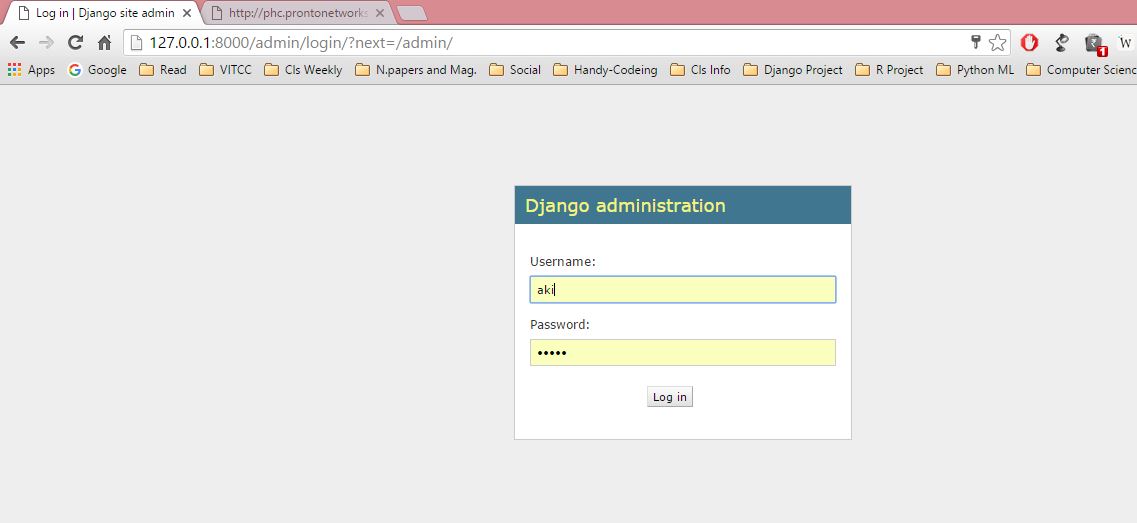 Log in | Django site admin http://phc.prontonetworks
127.0.0.1:8000/admin/login/?next=/admin/ 1 W
Apps Google Read VITCC Cls Weekly N.papers and Mag. Social Handy-Codeing Cls Info Django Project R Project Python ML Computer Scienc
Django administration
Username:
aki
Password:
•••••
Log in